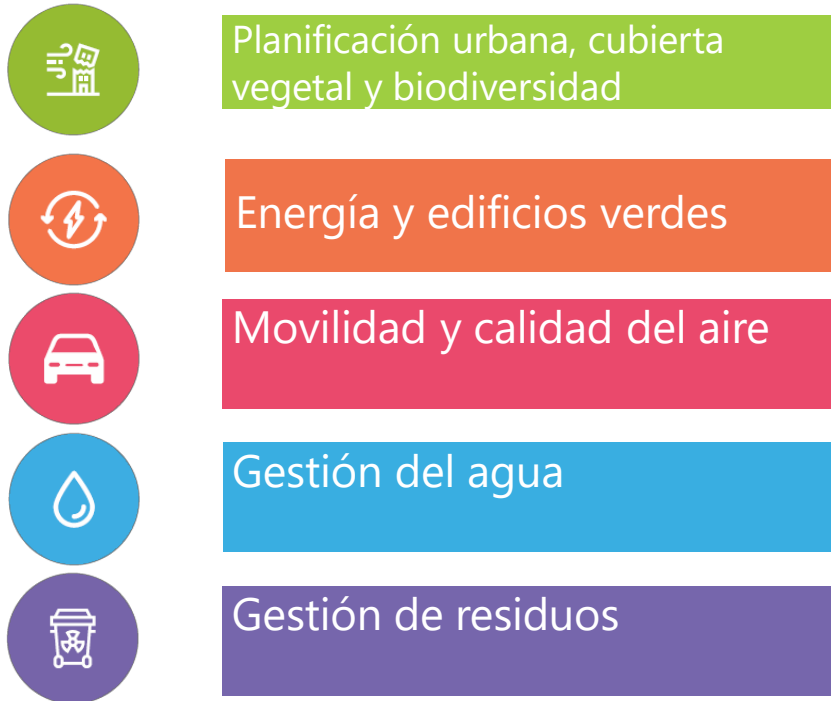 Planificación urbana, cubierta
vegetal y biodiversidad
Energía y edificios verdes
Movilidad y calidad del aire
Gestión del agua
Gestión de residuos